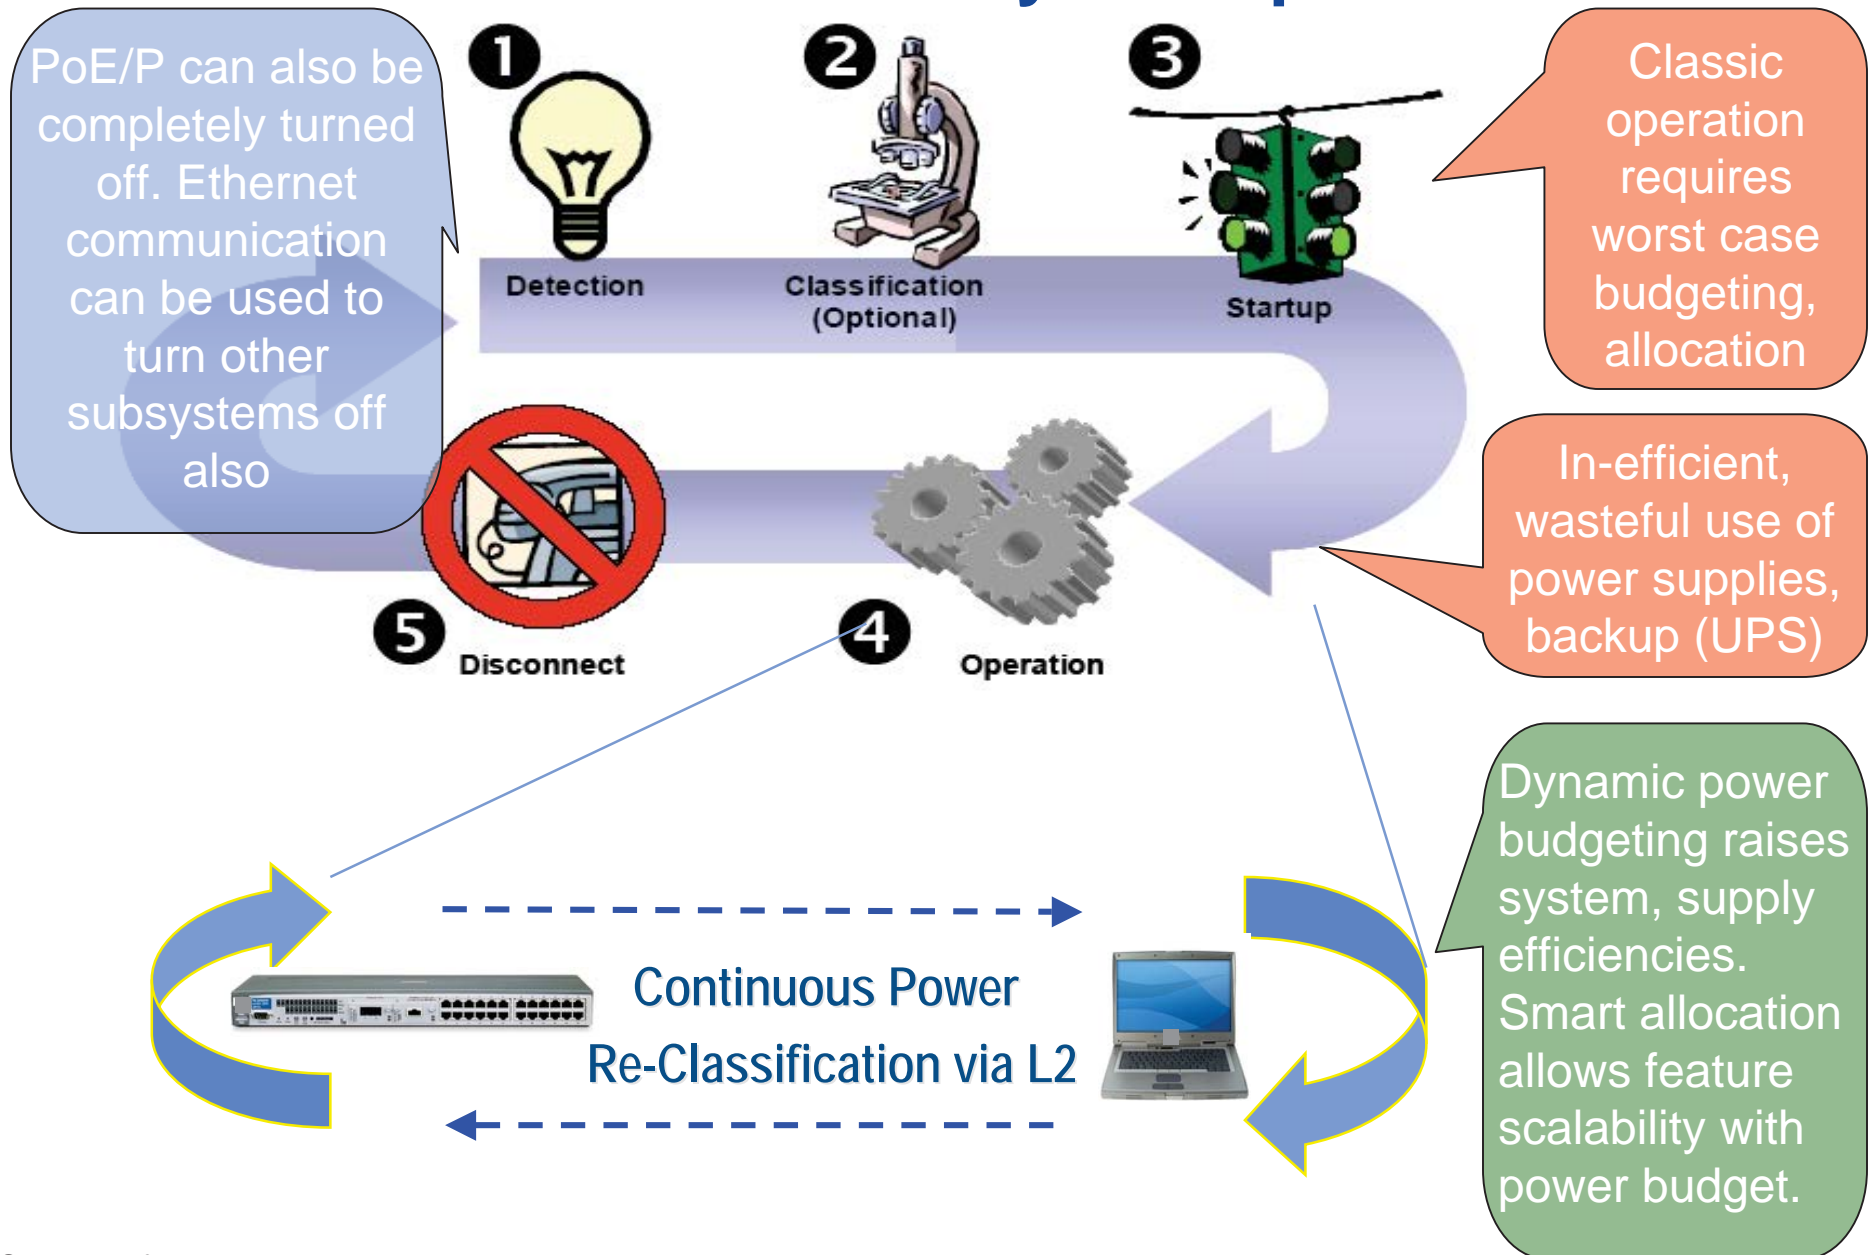 PoE/P can also be
completely turned
off. Ethernet
communication
can be used to
turn other
subsystems off
also
1
Detection
2
Classification
(Optional)
3
Startup
Classic
operation
requires
worst case
budgeting,
allocation
In-efficient,
wasteful use of
power supplies,
backup (UPS)
5
Disconnect
4
Operation
Continuous Power
Re-Classification via L2
Dynamic power
budgeting raises
system, supply
efficiencies.
Smart allocation
allows feature
scalability with
power budget.